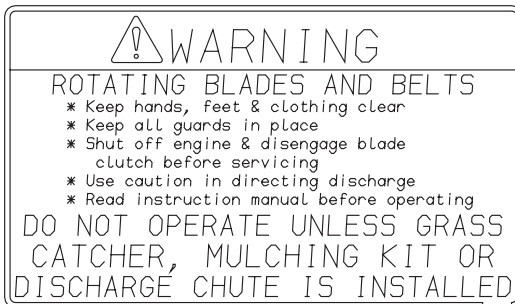 WARNING
ROTATING BLADES AND BELTS
* Keep hands, feet & clothing clear
* Keep all guards in place
* Shut off engine & disengage blade
clutch before servicing
* Use caution in directing discharge
* Read instruction manual before operating
DO NOT OPERATE UNLESS GRASS
CATCHER, MULCHING KIT OR
DISCHARGE CHUTE IS INSTALLED